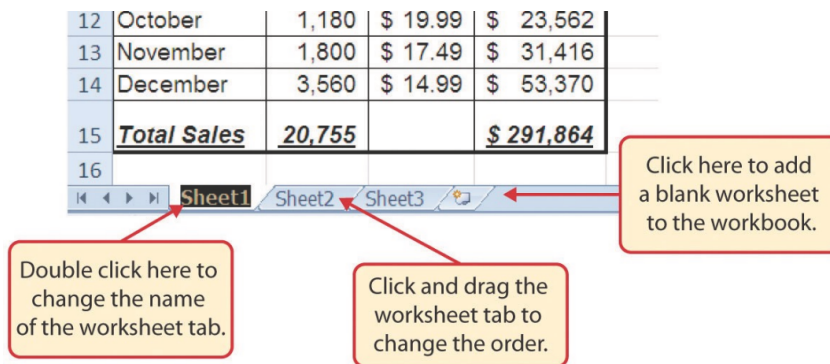 12 October 1,180 $ 19.99 $ 23,562
13 November 1,800 $ 17.49 $ 31,416
14 December 3,560 $ 14.99 $ 53,370
15 Total Sales 20,755 $ 291,864
16
Sheet1 Sheet2 Sheet3
Click here to add
a blank worksheet
to the workbook.
Double click here to
change the name
of the worksheet tab.
Click and drag the
worksheet tab to
change the order.